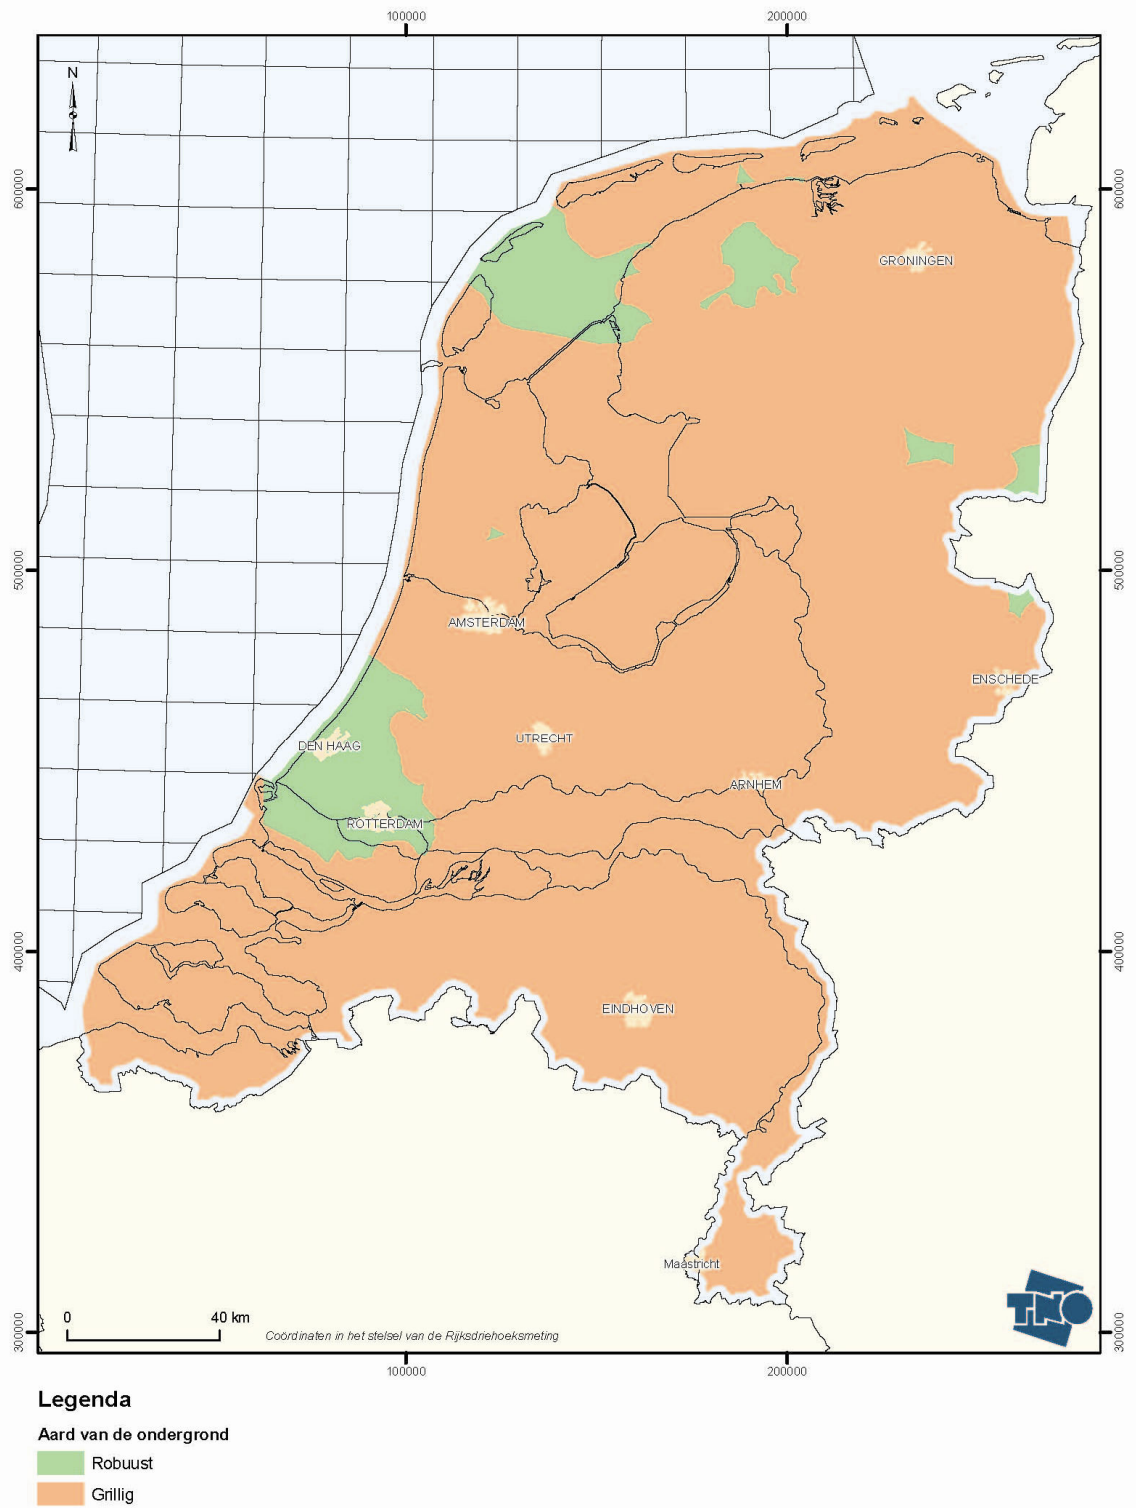 100000
200000
N
600000
600000
GRONINGEN
500000
500000
AMSTERDAM
ENSCHEDE
DEN HAAG
UTRECHT
ARNHEM
ROTTERDAM
400000
400000
EINDHOVEN
Maastricht
TNO
0
40 km
Coördinaten in het stelsel van de Rijksdriehoeksmeting
300000
300000
100000
200000
Legenda
Aard van de ondergrond
Robuust
Grillig